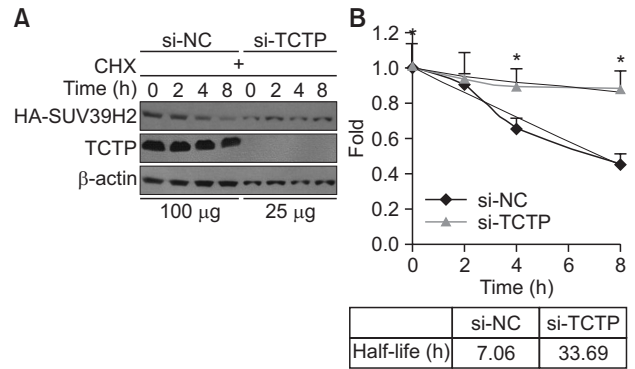 A
si-NC si-TCTP
CHX +
Time (h) 0 2 4 8 0 2 4 8
HA-SUV39H2
TCTP
β-actin
100 μg 25 μg
B
*
* *
1.2
1.0
0.8
0.6
0.4
0.2
0.0
Fold
si-NC
si-TCTP
0 2 4 6 8
Time (h)
si-NC si-TCTP
Half-life (h) 7.06 33.69